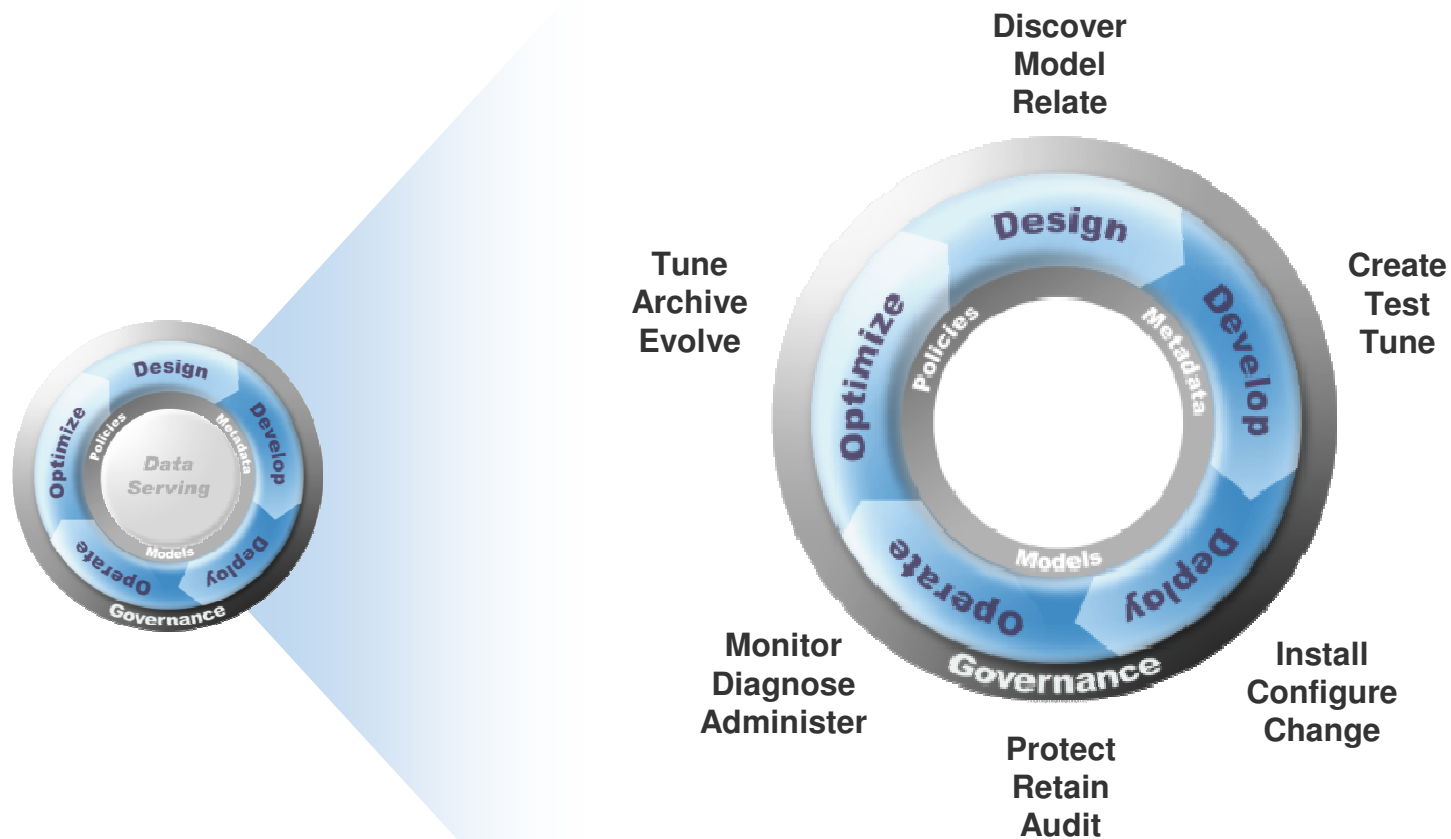 Design
Develop
Deploy
Operate
Optimize
Policies
Metadata
Models
Data
Serving
Governance
Discover
Model
Relate
Tune
Archive
Evolve
Create
Test
Tune
Design
Develop
Deploy
Operate
Optimize
Policies
Metadata
Models
Governance
Monitor
Diagnose
Administer
Install
Configure
Change
Protect
Retain
Audit